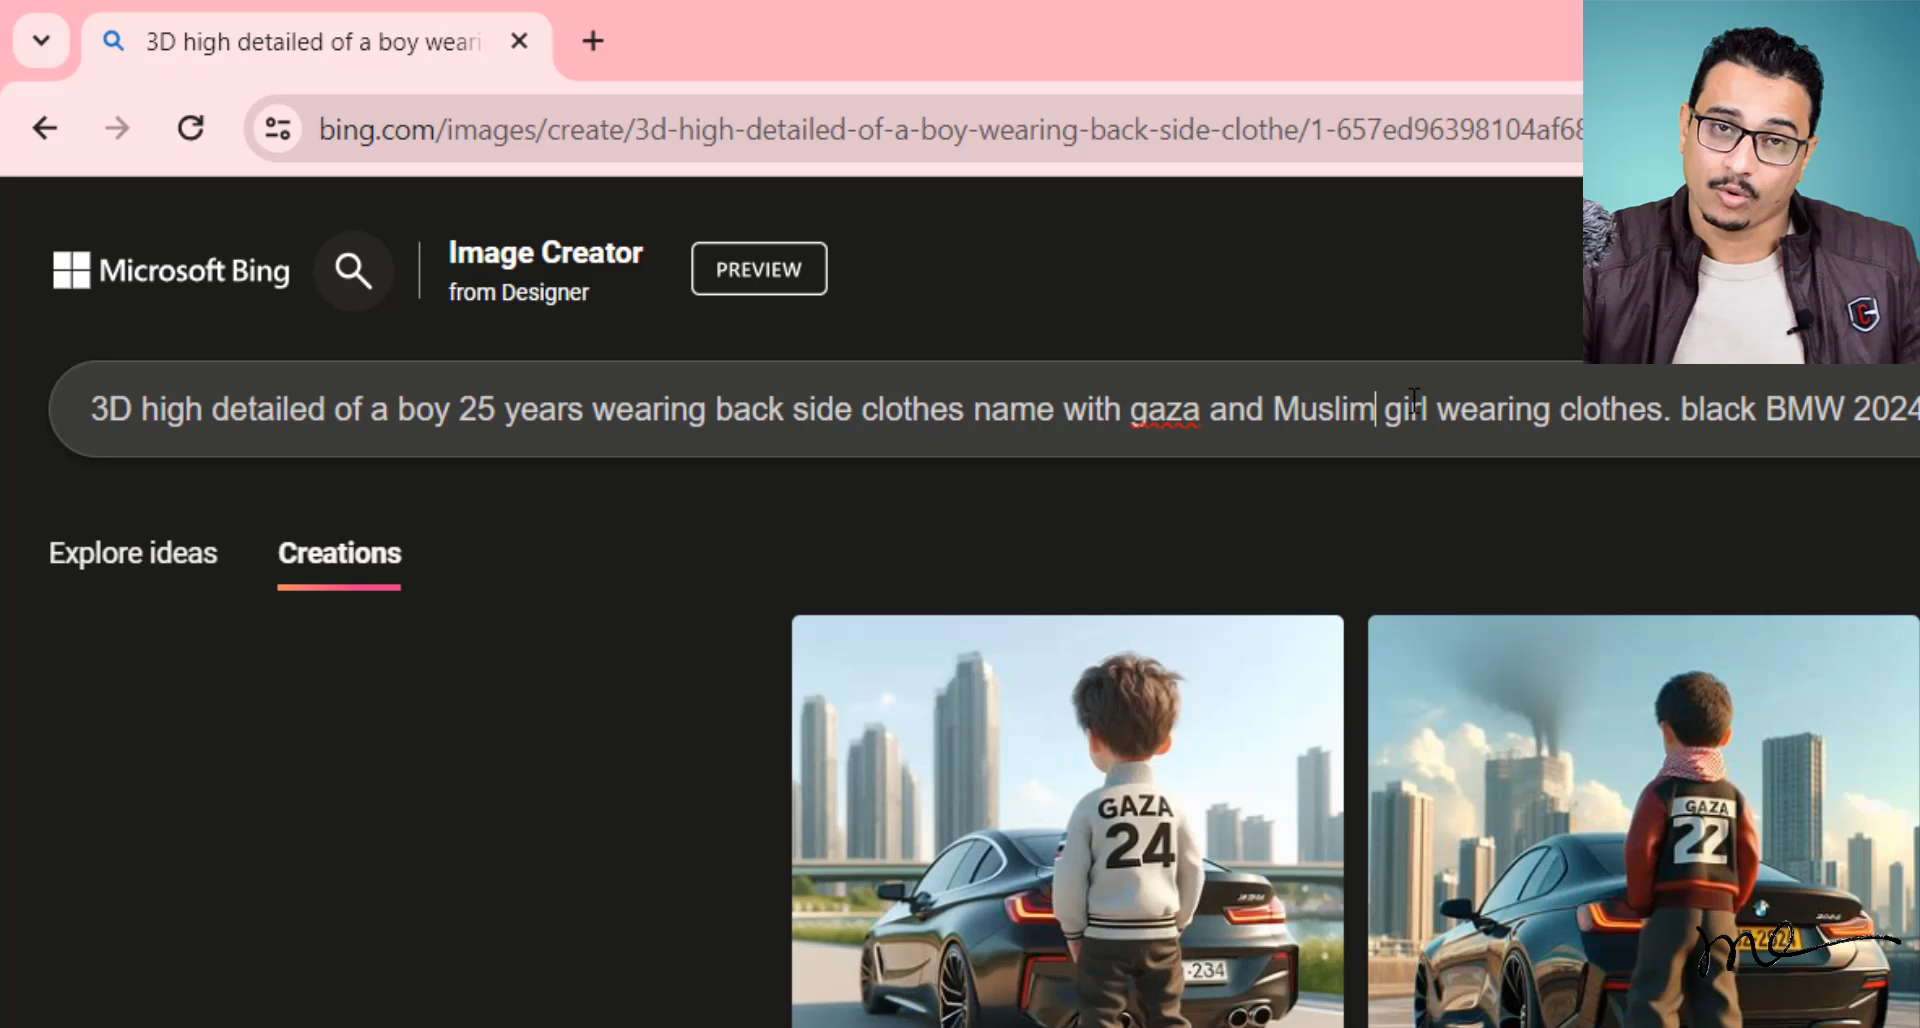 3D high detailed of a boy weari
bing.com/images/create/3d-high-detailed-of-a-boy-wearing-back-side-clothe/1-657ed96398104af68
Microsoft Bing
Image Creator
from Designer
PREVIEW
3D high detailed of a boy 25 years wearing back side clothes name with gaza and Muslim girl wearing clothes. black BMW 2024
Explore ideas
Creations
GAZA
24
-234
GAZA
22
me